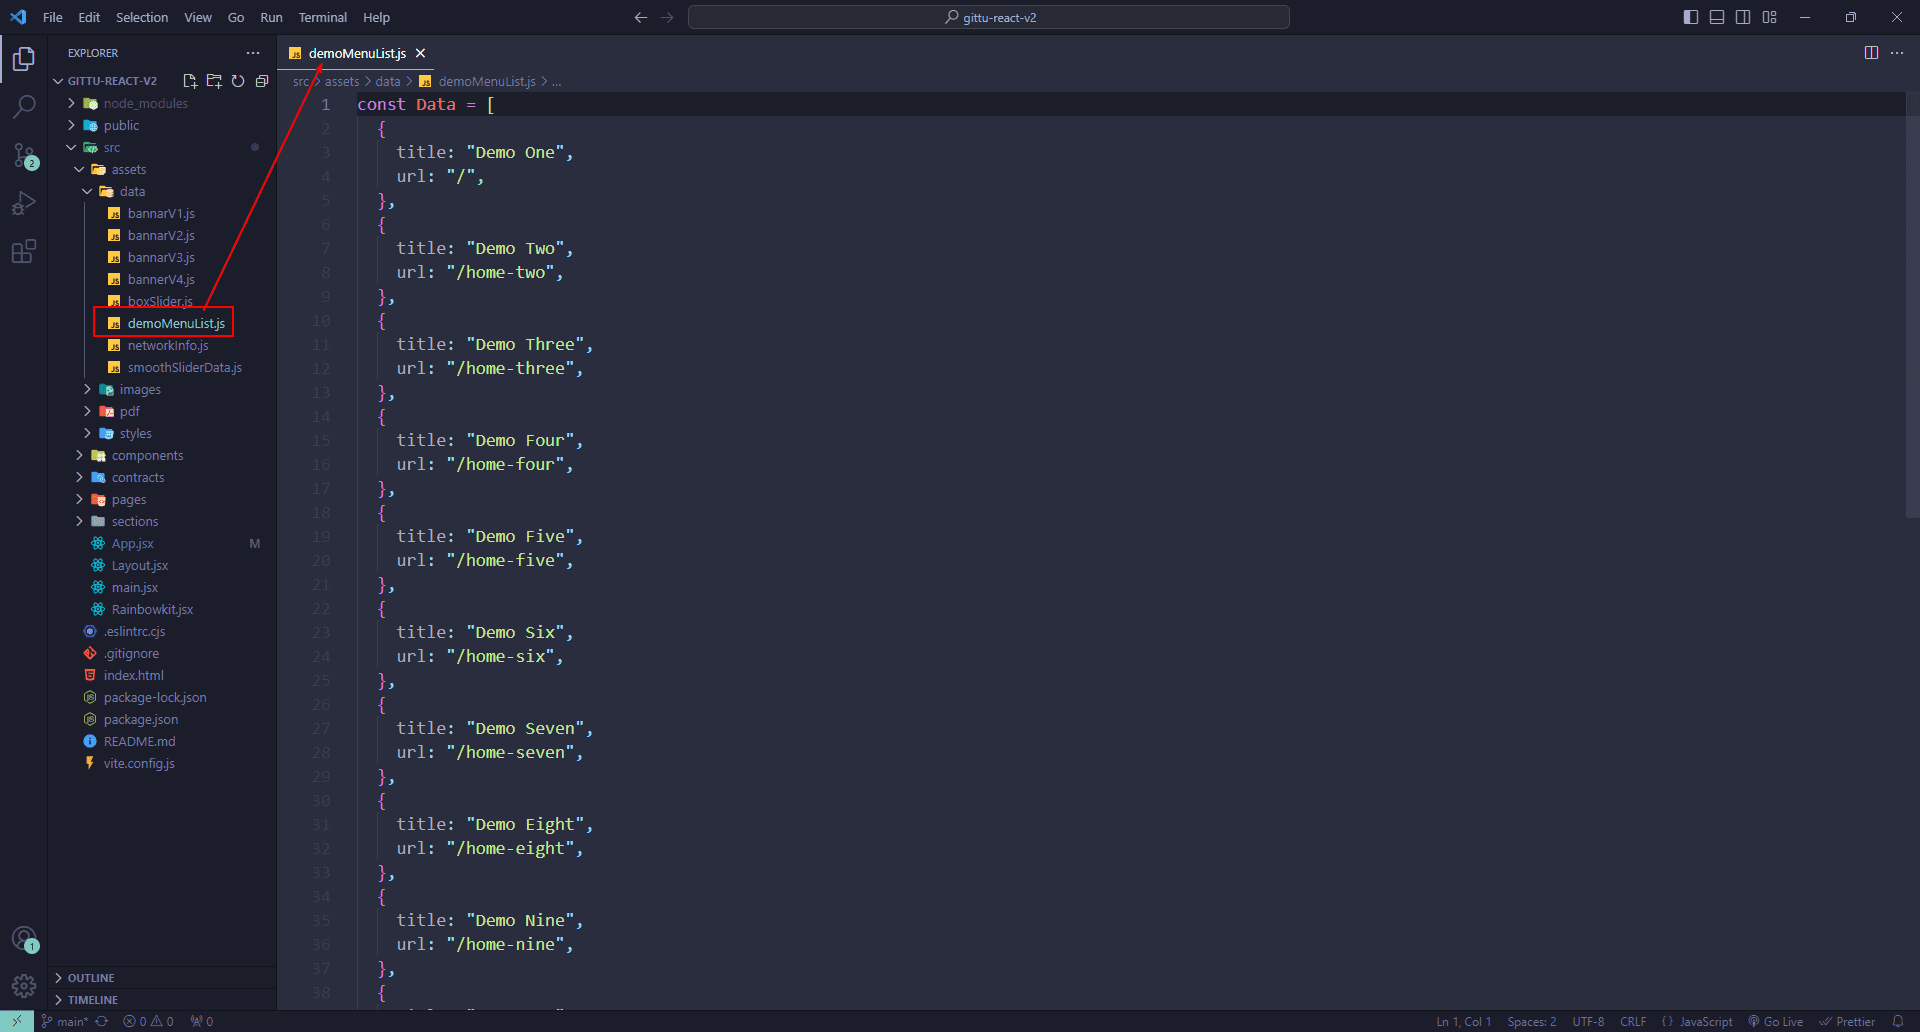 File Edit Selection View Go Run Terminal Help
gittu-react-v2
EXPLORER
GITTU-REACT-V2
node_modules
public
src
assets
data
bannarV1.js
bannarV2.js
bannarV3.js
bannerV4.js
boxSlider.js
demoMenuList.js
networkInfo.js
smoothSliderData.js
images
pdf
styles
components
contracts
pages
sections
App.jsx M
Layout.jsx
main.jsx
Rainbowkit.jsx
.eslintrc.cjs
.gitignore
index.html
package-lock.json
package.json
README.md
vite.config.js
OUTLINE
TIMELINE
2
1
JS demoMenuList.js
src > assets > data > JS demoMenuList.js > ...
1 const Data = [
2 {
3 title: "Demo One",
4 url: "/",
5 },
6 {
7 title: "Demo Two",
8 url: "/home-two",
9 },
10 {
11 title: "Demo Three",
12 url: "/home-three",
13 },
14 {
15 title: "Demo Four",
16 url: "/home-four",
17 },
18 {
19 title: "Demo Five",
20 url: "/home-five",
21 },
22 {
23 title: "Demo Six",
24 url: "/home-six",
25 },
26 {
27 title: "Demo Seven",
28 url: "/home-seven",
29 },
30 {
31 title: "Demo Eight",
32 url: "/home-eight",
33 },
34 {
35 title: "Demo Nine",
36 url: "/home-nine",
37 },
38 {
main* 0 0 0 Ln 1, Col 1 Spaces: 2 UTF-8 CRLF {} JavaScript Go Live Prettier